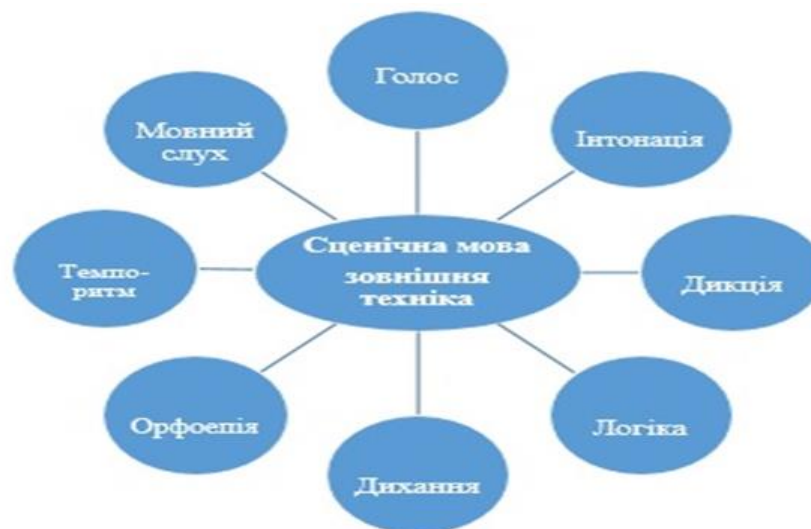 Голос
Мовний
слух
Інтонація
Сценічна мова
зовнішня
техніка
Темпо-
ритм
Дикція
Орфоепія
Логіка
Дихання